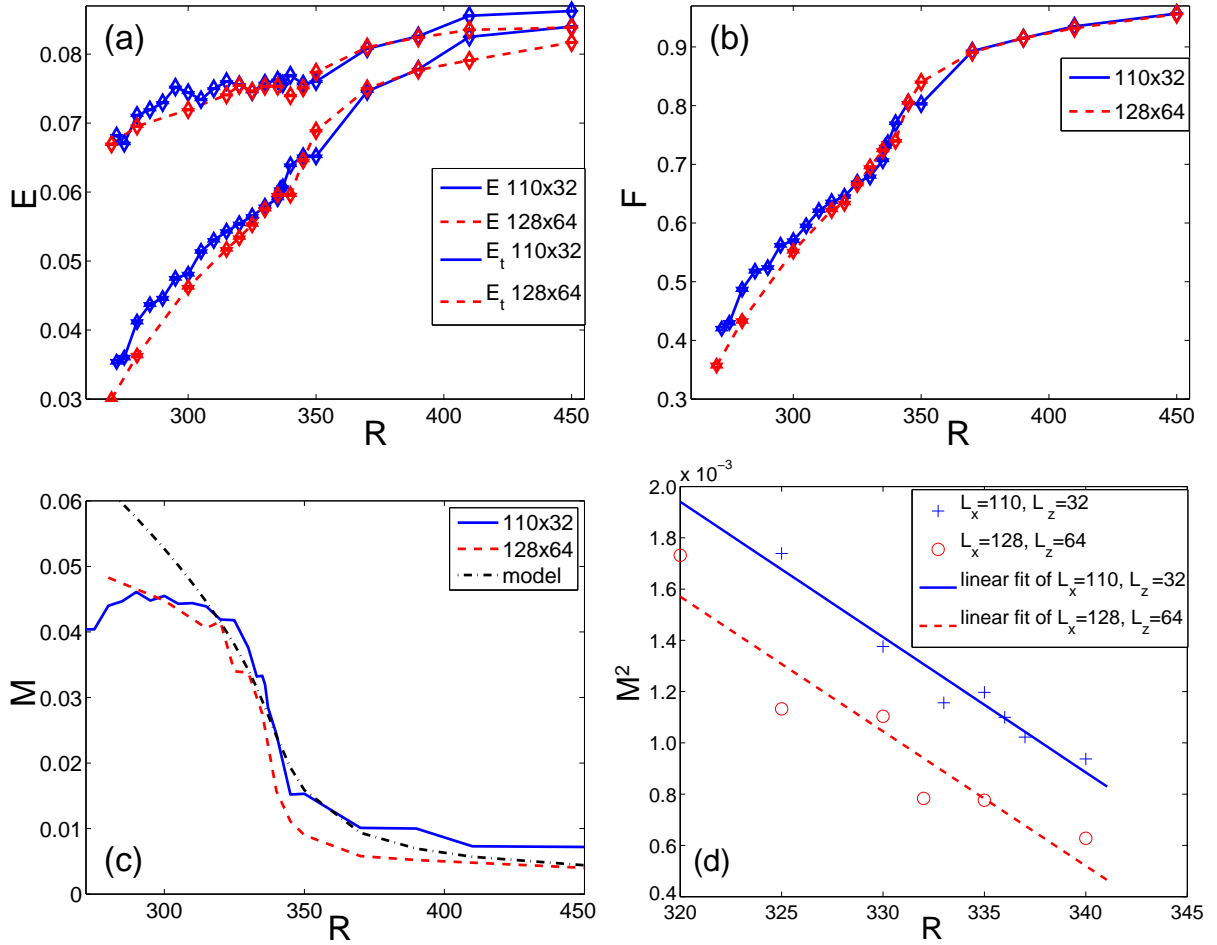 (a)
E
0.08
0.07
0.06
0.05
0.04
0.03
E 110x32
E 128x64
E_t 110x32
E_t 128x64
300 350 400 450
R
(b)
F
0.9
0.8
0.7
0.6
0.5
0.4
0.3
110x32
128x64
300 350 400 450
R
0.06
0.05
0.04
0.03
0.02
0.01
0
M
110x32
128x64
model
(c)
300 350 400 450
R
x 10⁻³
2.0
1.8
1.6
1.4
1.2
1.0
0.8
0.6
0.4
M²
L_x=110, L_z=32
L_x=128, L_z=64
linear fit of L_x=110, L_z=32
linear fit of L_x=128, L_z=64
(d)
320 325 330 335 340 345
R